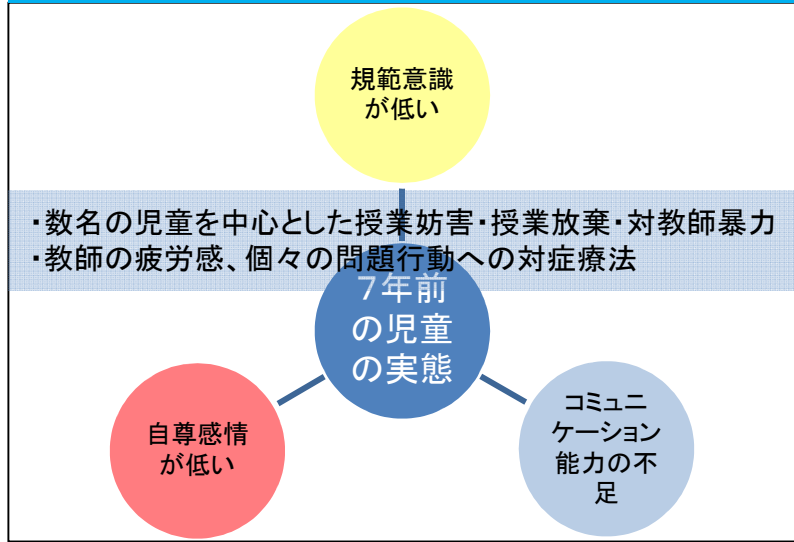 規範意識
が低い
・数名の児童を中心とした授業妨害・授業放棄・対教師暴力
・教師の疲労感、個々の問題行動への対症療法
7年前
の児童
の実態
自尊感情
が低い
コミュニ
ケーション
能力の不
足